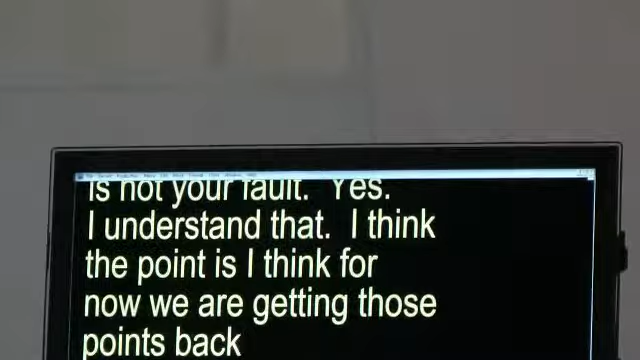 is not your fault.  Yes.
I understand that.  I think
the point is I think for
now we are getting those
points back